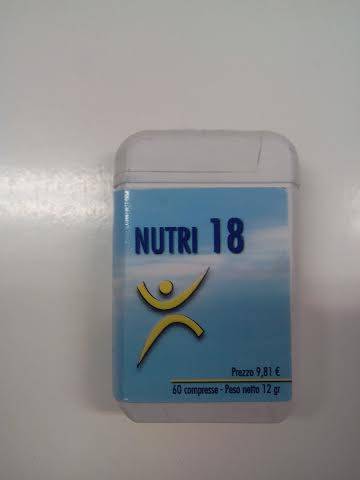 NUTRI 18
Prezzo 9,81 €
60 compresse - Peso netto 12 gr